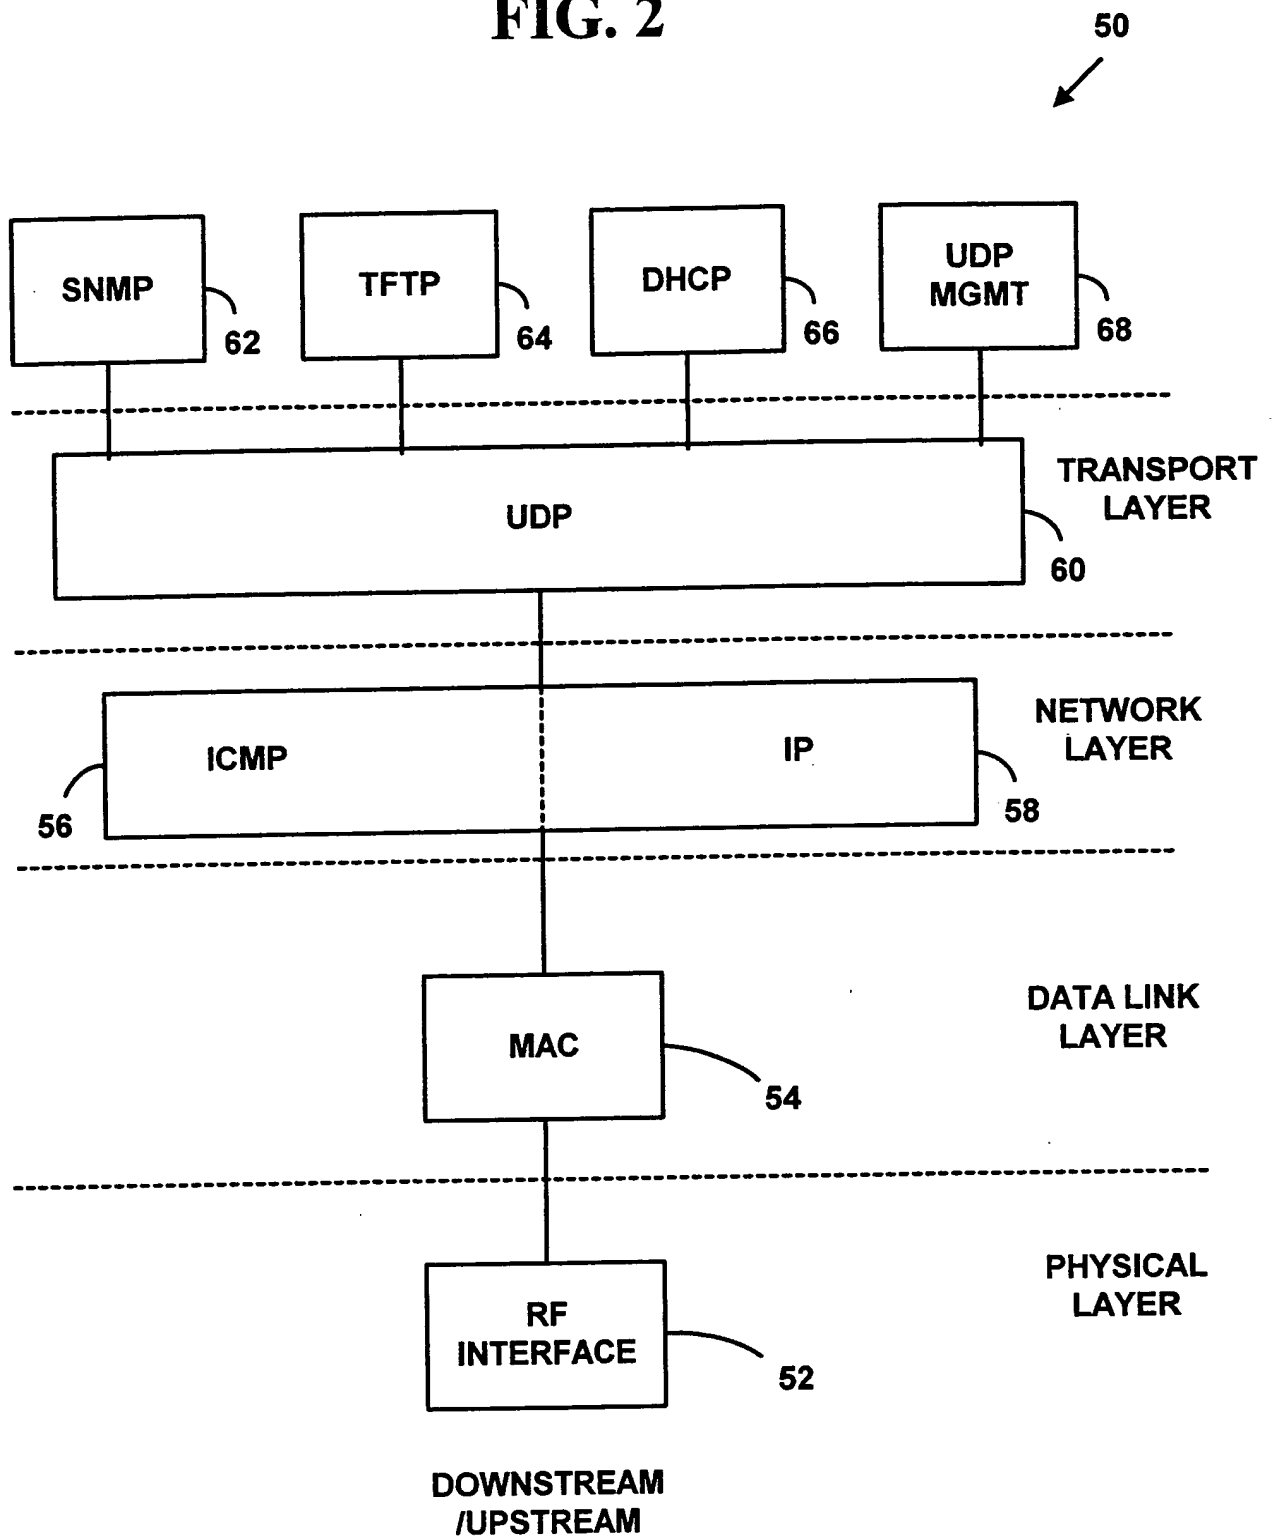 FIG. 2
50
SNMP
62
TFTP
64
DHCP
66
UDP
MGMT
68
TRANSPORT
LAYER
UDP
60
NETWORK
LAYER
ICMP
IP
56
58
DATA LINK
LAYER
MAC
54
PHYSICAL
LAYER
RF
INTERFACE
52
DOWNSTREAM
/UPSTREAM